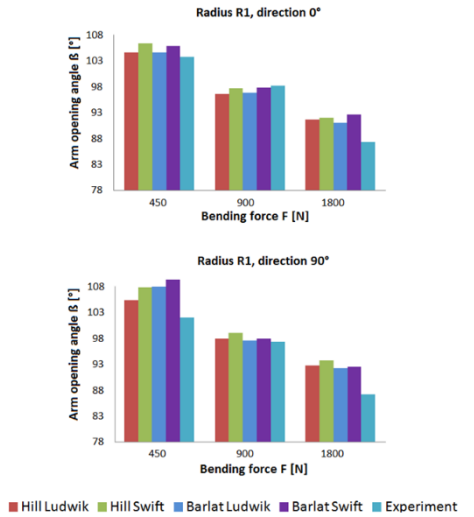 Radius R1, direction 0°
Arm opening angle ß [°]
108
103
98
93
88
83
78
450 900 1800
Bending force F [N]
Radius R1, direction 90°
Arm opening angle ß [°]
108
103
98
93
88
83
78
450 900 1800
Bending force F [N]
Hill Ludwik Hill Swift Barlat Ludwik Barlat Swift Experiment